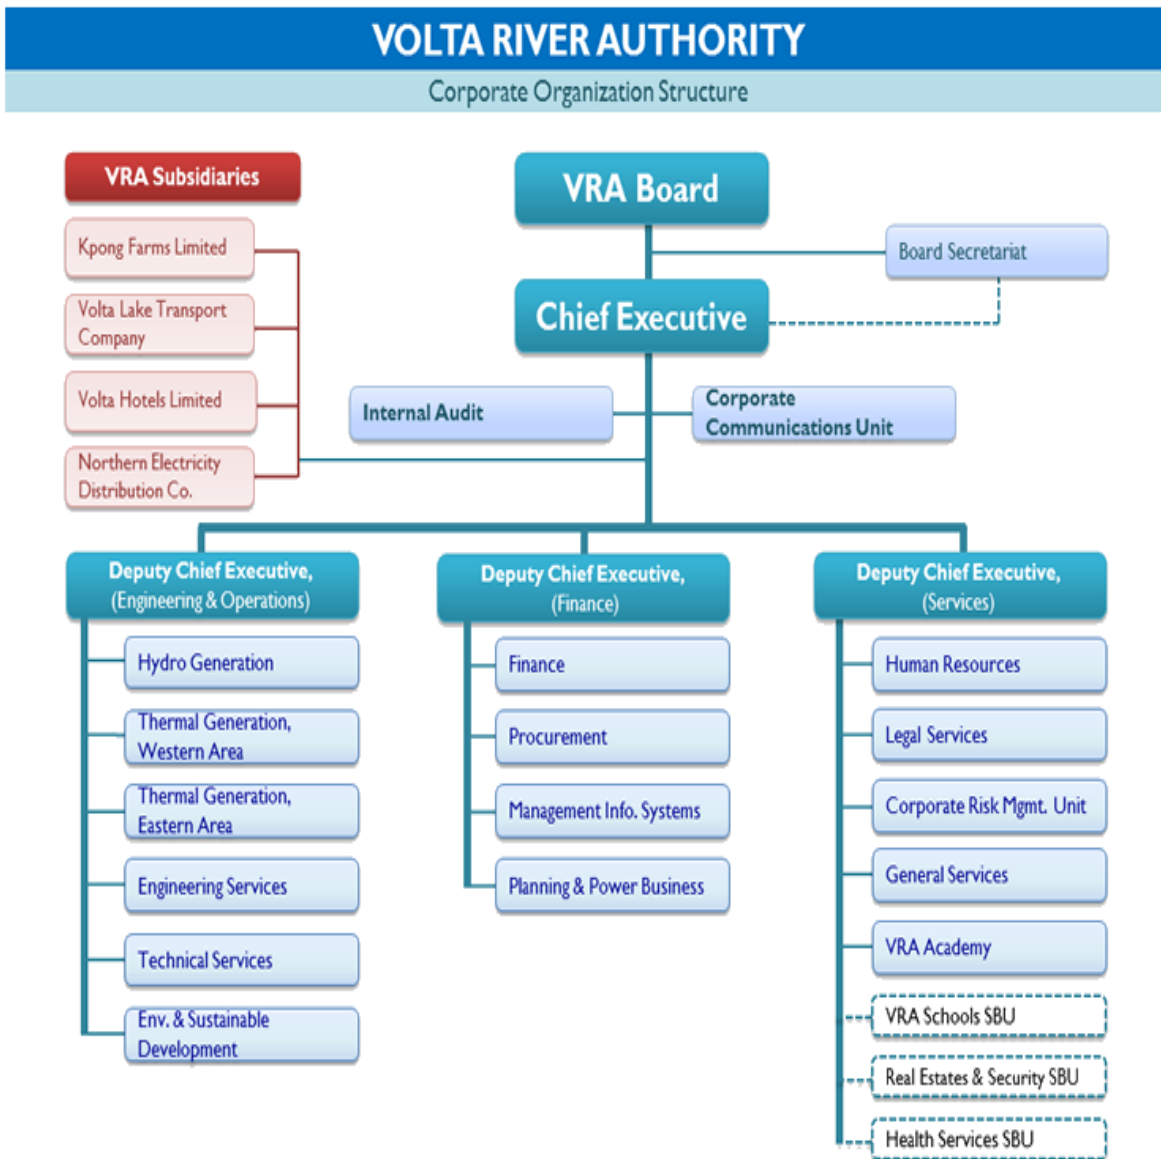 VOLTA RIVER AUTHORITY
Corporate Organization Structure
VRA Subsidiaries
Kpong Farms Limited
Volta Lake Transport
Company
Volta Hotels Limited
Northern Electricity
Distribution Co.
VRA Board
Board Secretariat
Chief Executive
Internal Audit
Corporate
Communications Unit
Deputy Chief Executive,
(Engineering & Operations)
Hydro Generation
Thermal Generation,
Western Area
Thermal Generation,
Eastern Area
Engineering Services
Technical Services
Env. & Sustainable
Development
Deputy Chief Executive,
(Finance)
Finance
Procurement
Management Info. Systems
Planning & Power Business
Deputy Chief Executive,
(Services)
Human Resources
Legal Services
Corporate Risk Mgmt. Unit
General Services
VRA Academy
VRA Schools SBU
Real Estates & Security SBU
Health Services SBU